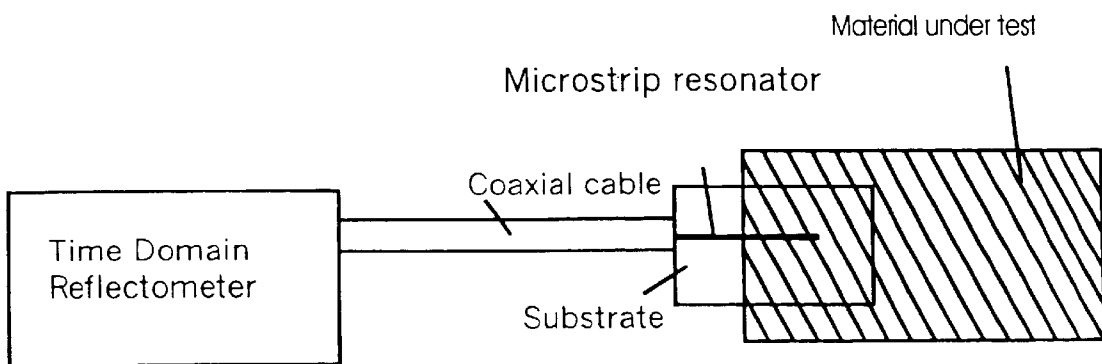 Material under test
Microstrip resonator
Coaxial cable
Time Domain
Reflectometer
Substrate